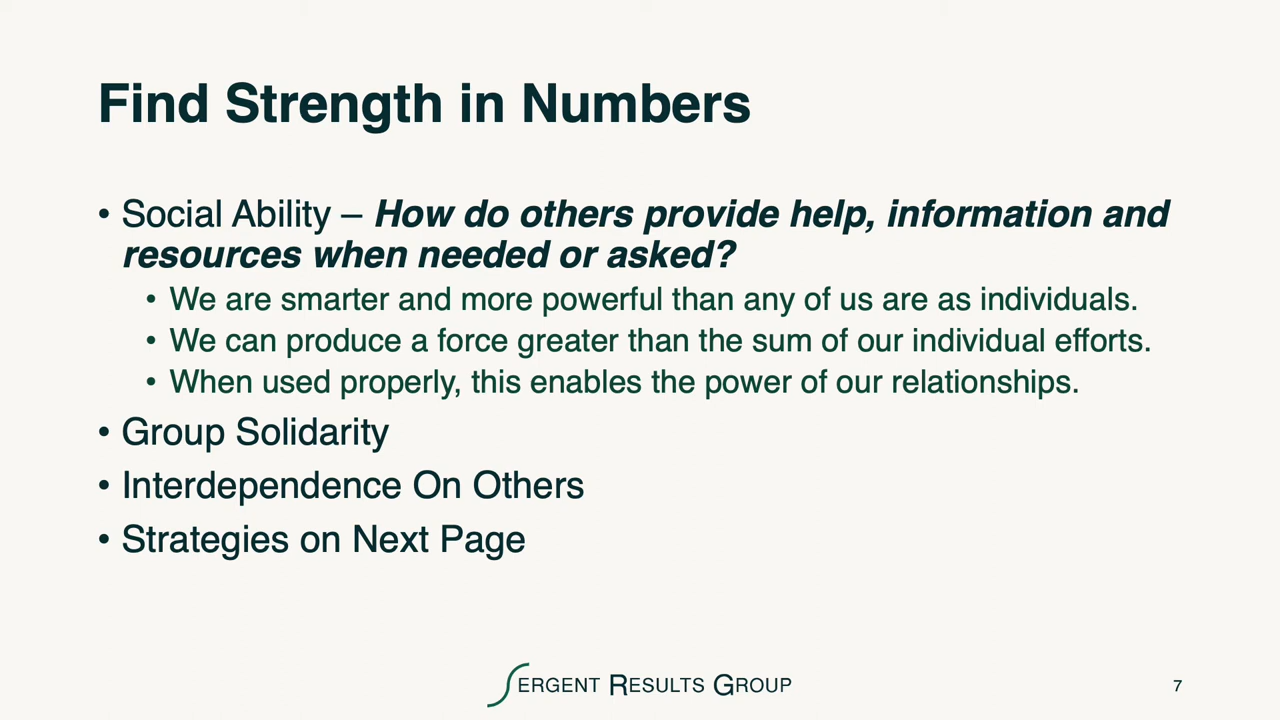 Find Strength in Numbers
• Social Ability – How do others provide help, information and
resources when needed or asked?
• We are smarter and more powerful than any of us are as individuals.
• We can produce a force greater than the sum of our individual efforts.
• When used properly, this enables the power of our relationships.
• Group Solidarity
• Interdependence On Others
• Strategies on Next Page
SERGENT RESULTS GROUP
7